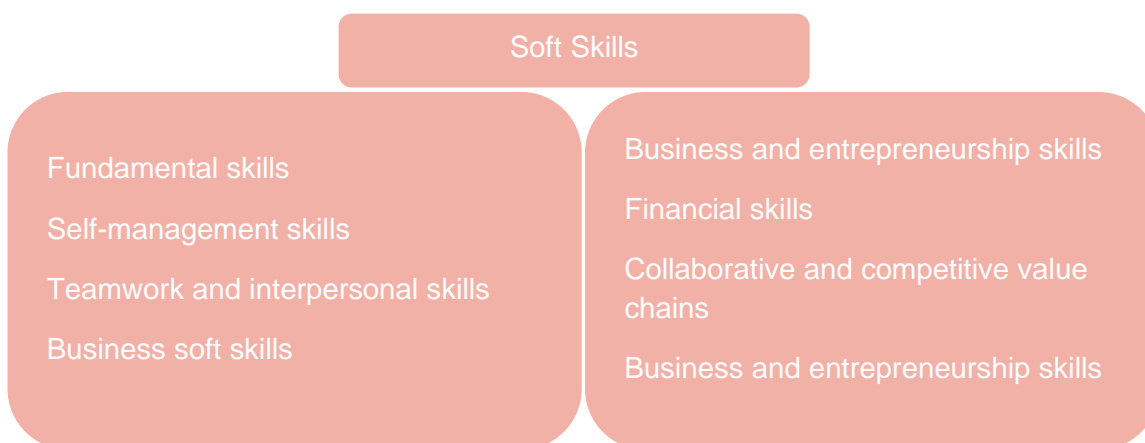 Soft Skills
Fundamental skills
Self-management skills
Teamwork and interpersonal skills
Business soft skills
Business and entrepreneurship skills
Financial skills
Collaborative and competitive value
chains
Business and entrepreneurship skills